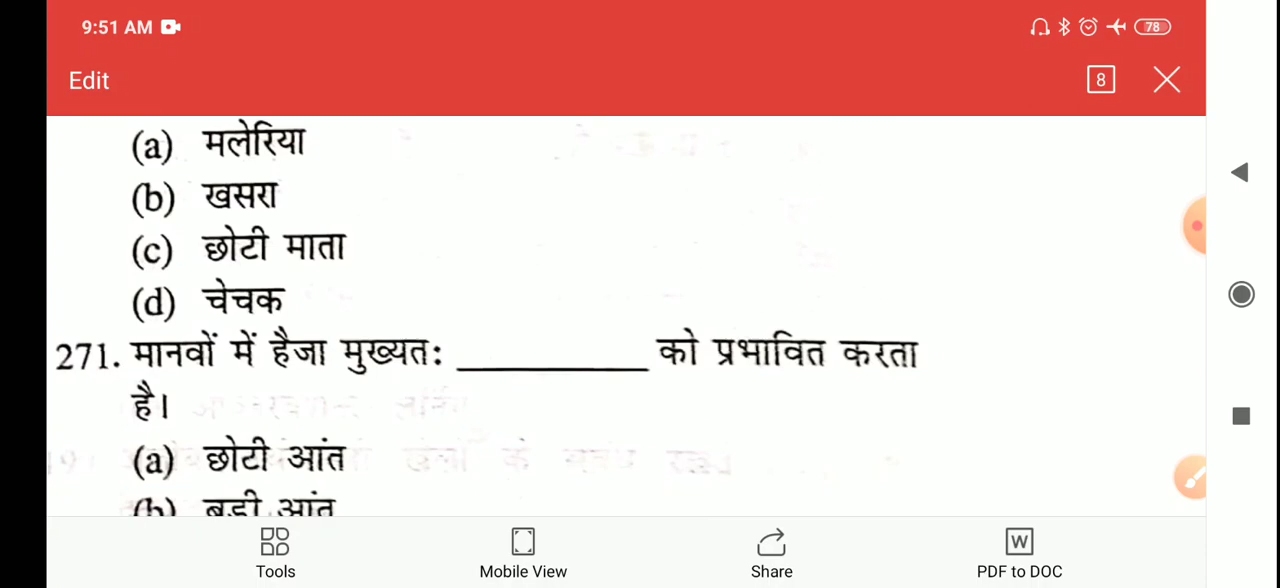 9:51 AM
78
Edit
8
(a) मलेरिया
(b) खसरा
(c) छोटी माता
(d) चेचक
271. मानवों में हैजा मुख्यत: __________ को प्रभावित करता
है।
(a) छोटी आंत
(b) बड़ी आंत
Tools
Mobile View
Share
W
PDF to DOC